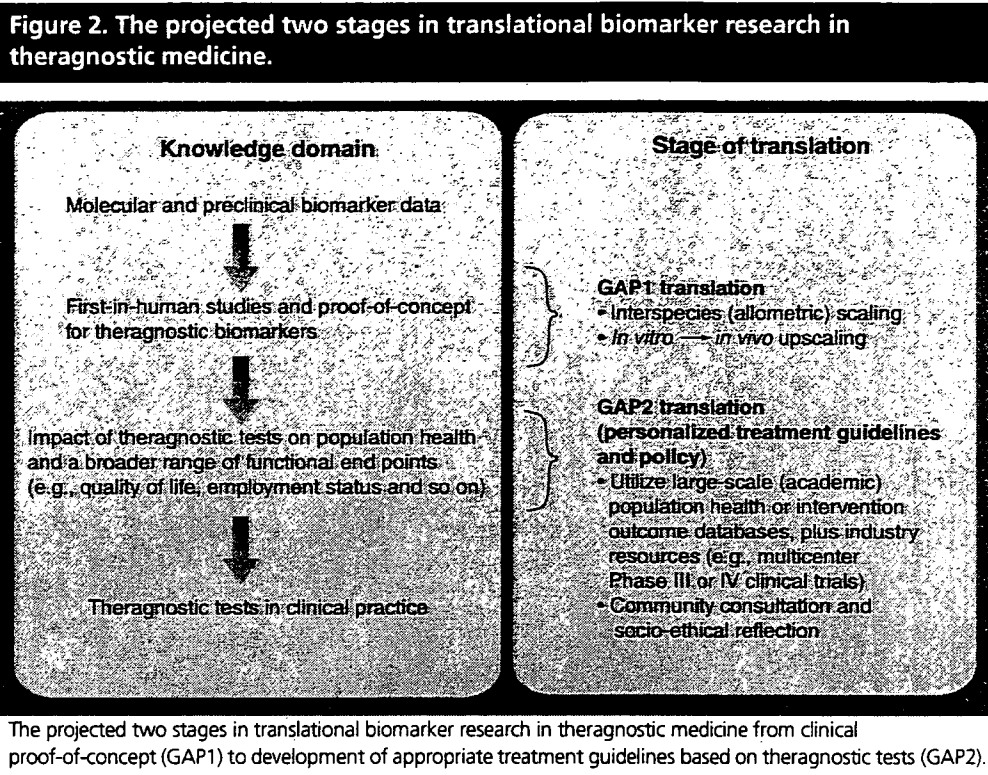 Figure 2. The projected two stages in translational biomarker research in
theragnostic medicine.
Knowledge domain
Molecular and preclinical biomarker data
First-in-human studies and proof-of-concept
for theragnostic biomarkers
Impact of theragnostic tests on population health
and a broader range of functional end points
(e.g., quality of life, employment status and so on)
Theragnostic tests in clinical practice
Stage of translation
GAP1 translation
• Interspecies (allometric) scaling
• In vitro → in vivo upscaling
GAP2 translation
(personalized treatment guidelines
and policy)
• Utilize large-scale (academic)
population health or intervention
outcome databases, plus industry
resources (e.g., multicenter
Phase III or IV clinical trials)
• Community consultation and
socio-ethical reflection
The projected two stages in translational biomarker research in theragnostic medicine from clinical
proof-of-concept (GAP1) to development of appropriate treatment guidelines based on theragnostic tests (GAP2).